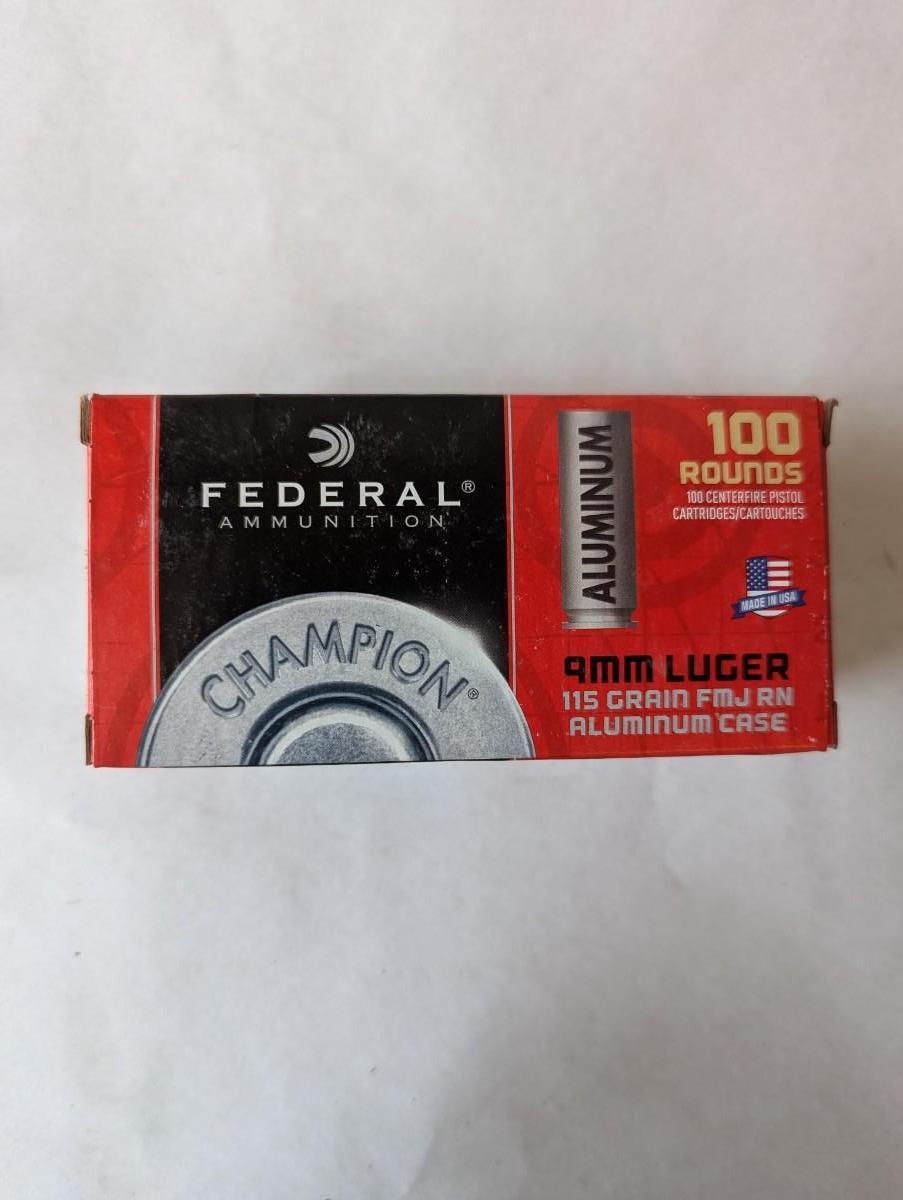 FEDERAL®
AMMUNITION
CHAMPION®
ALUMINUM
100
ROUNDS
100 CENTERFIRE PISTOL
CARTRIDGES/CARTOUCHES
MADE IN USA
9MM LUGER
115 GRAIN FMJ RN
ALUMINUM CASE